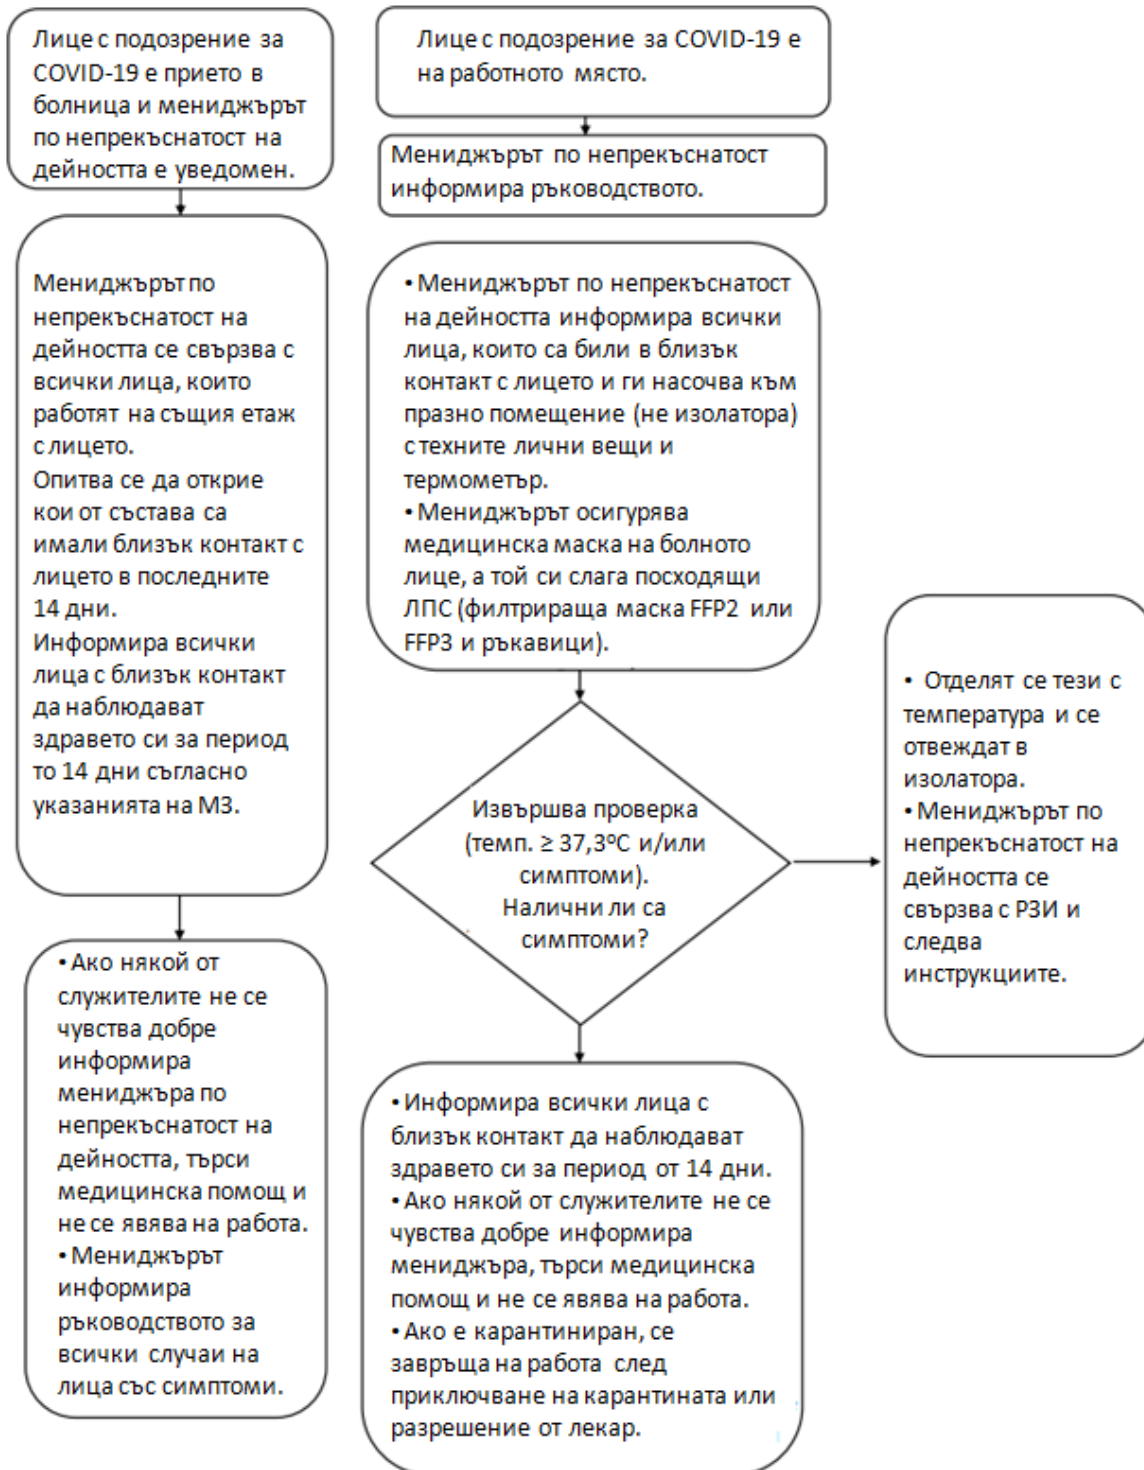 Лице с подозрение за
COVID-19 е прието в
болница и мениджърът
по непрекъснатост на
дейността е уведомен.
Мениджърът по
непрекъснатост на
дейността се свързва с
всички лица, които
работят на същия етаж
с лицето.
Опитва се да открие
кои от състава са
имали близък контакт с
лицето в последните
14 дни.
Информира всички
лица с близък контакт
да наблюдават
здравето си за период
то 14 дни съгласно
указанията на МЗ.
• Ако някой от
служителите не се
чувства добре
информира
мениджъра по
непрекъснатост на
дейността, търси
медицинска помощ и
не се явява на работа.
• Мениджърът
информира
ръководството за
всички случаи на
лица със симптоми.
Лице с подозрение за COVID-19 е
на работното място.
Мениджърът по непрекъснатост
информира ръководството.
• Мениджърът по непрекъснатост
на дейността информира всички
лица, които са били в близък
контакт с лицето и ги насочва към
празно помещение (не изолатора)
с техните лични вещи и
термометър.
• Мениджърът осигурява
медицинска маска на болното
лице, а той си слага посходящи
ЛПС (филтрираща маска FFP2 или
FFP3 и ръкавици).
Извършва проверка
(темп. ≥ 37,3ºC и/или
симптоми).
Налични ли са
симптоми?
• Информира всички лица с
близък контакт да наблюдават
здравето си за период от 14 дни.
• Ако някой от служителите не се
чувства добре информира
мениджъра, търси медицинска
помощ и не се явява на работа.
• Ако е карантиниран, се
завръща на работа след
приключване на карантината или
разрешение от лекар.
• Отделят се тези с
температура и се
отвеждат в
изолатора.
• Мениджърът по
непрекъснатост на
дейността се
свързва с РЗИ и
следва
инструкциите.